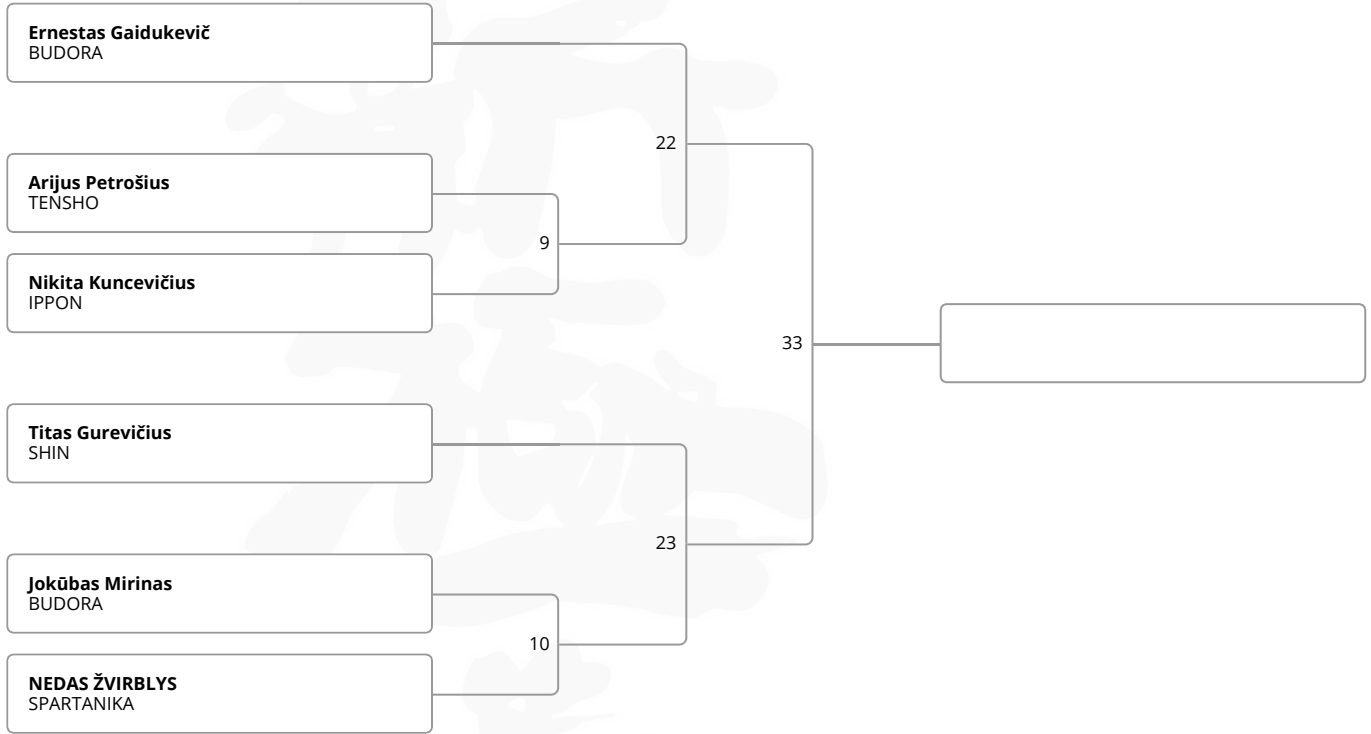 Ernestas Gaidukevič
BUDORA
22
Arijus Petrošius
TENSHO
9
Nikita Kuncevičius
IPPON
33
Titas Gurevičius
SHIN
23
Jokūbas Mirinas
BUDORA
10
NEDAS ŽVIRBLYS
SPARTANIKA